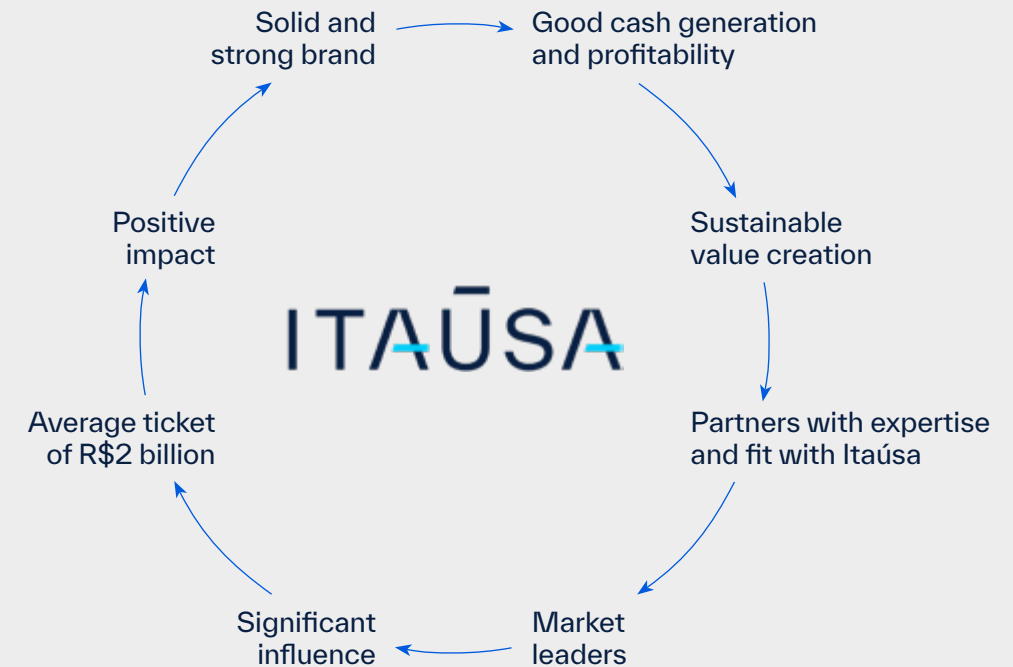 Solid and
strong brand
Good cash generation
and profitability
Sustainable
value creation
Partners with expertise
and fit with Itaúsa
Market
leaders
Significant
influence
Average ticket
of R$2 billion
Positive
impact
ITAŪSA